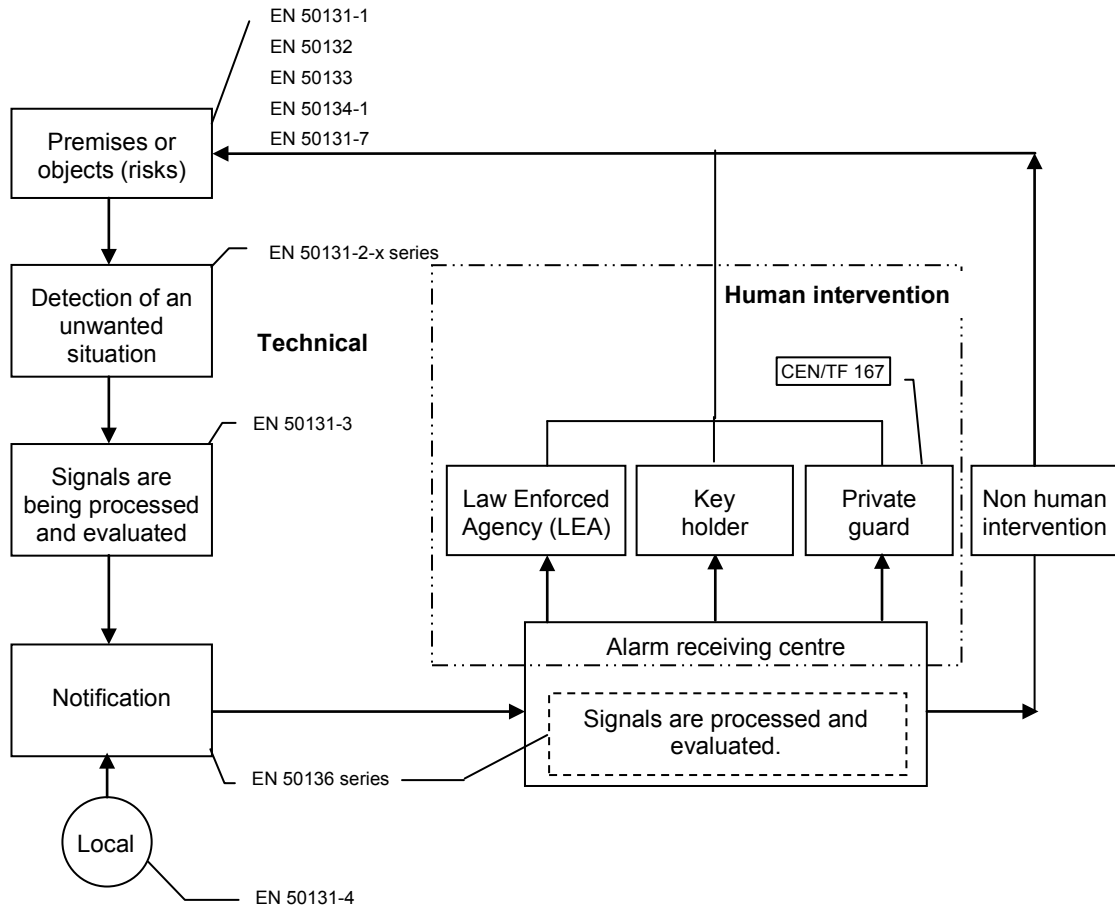 EN 50131-1
EN 50132
EN 50133
EN 50134-1
EN 50131-7
Premises or
objects (risks)
EN 50131-2-x series
Detection of an
unwanted
situation
Technical
Human intervention
CEN/TF 167
EN 50131-3
Signals are
being processed
and evaluated
Law Enforced
Agency (LEA)
Key
holder
Private
guard
Non human
intervention
Alarm receiving centre
Notification
Signals are processed and
evaluated.
EN 50136 series
Local
EN 50131-4